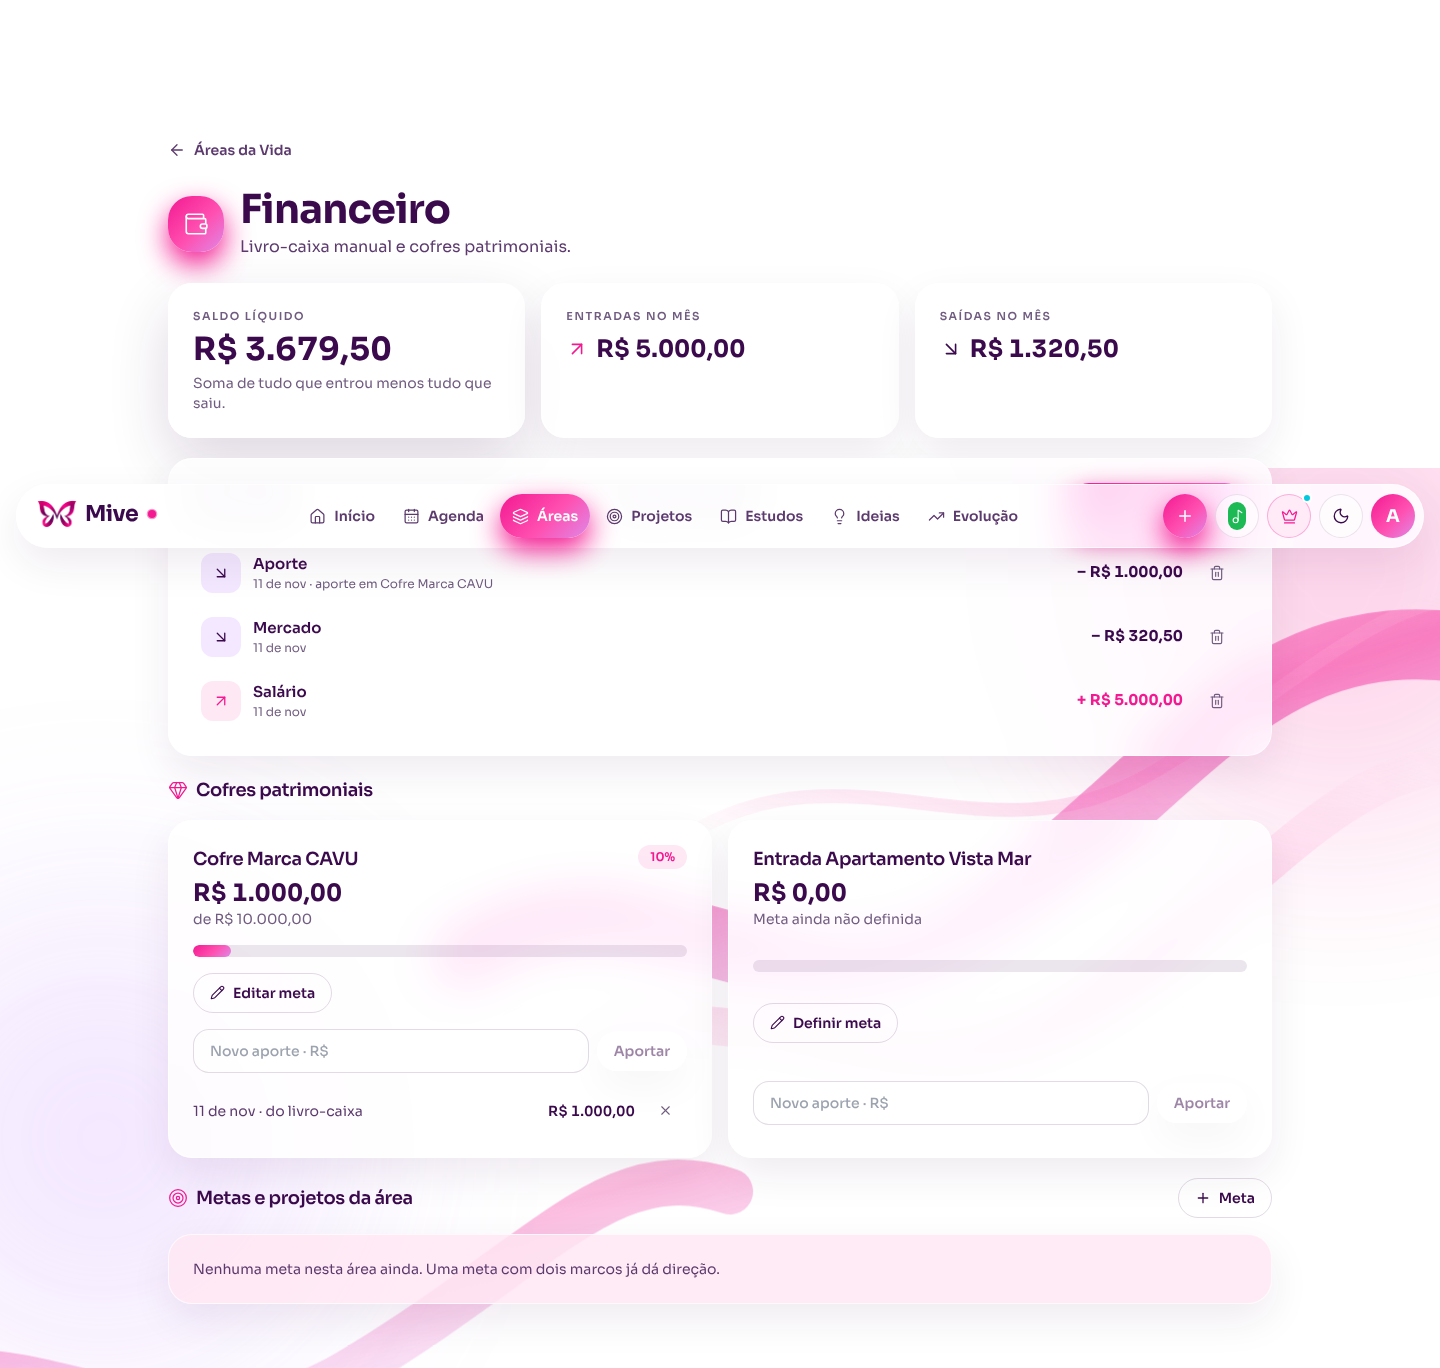 Áreas da Vida
Financeiro
Livro-caixa manual e cofres patrimoniais.
SALDO LÍQUIDO
R$ 3.679,50
Soma de tudo que entrou menos tudo que
saiu.
ENTRADAS NO MÊS
R$ 5.000,00
SAÍDAS NO MÊS
R$ 1.320,50
Mive
Início
Agenda
Áreas
Projetos
Estudos
Ideias
Evolução
A
Aporte
11 de nov · aporte em Cofre Marca CAVU
– R$ 1.000,00
Mercado
11 de nov
– R$ 320,50
Salário
11 de nov
+ R$ 5.000,00
Cofres patrimoniais
Cofre Marca CAVU
10%
R$ 1.000,00
de R$ 10.000,00
Editar meta
Novo aporte · R$
Aportar
11 de nov · do livro-caixa
R$ 1.000,00
Entrada Apartamento Vista Mar
R$ 0,00
Meta ainda não definida
Definir meta
Novo aporte · R$
Aportar
Metas e projetos da área
Meta
Nenhuma meta nesta área ainda. Uma meta com dois marcos já dá direção.